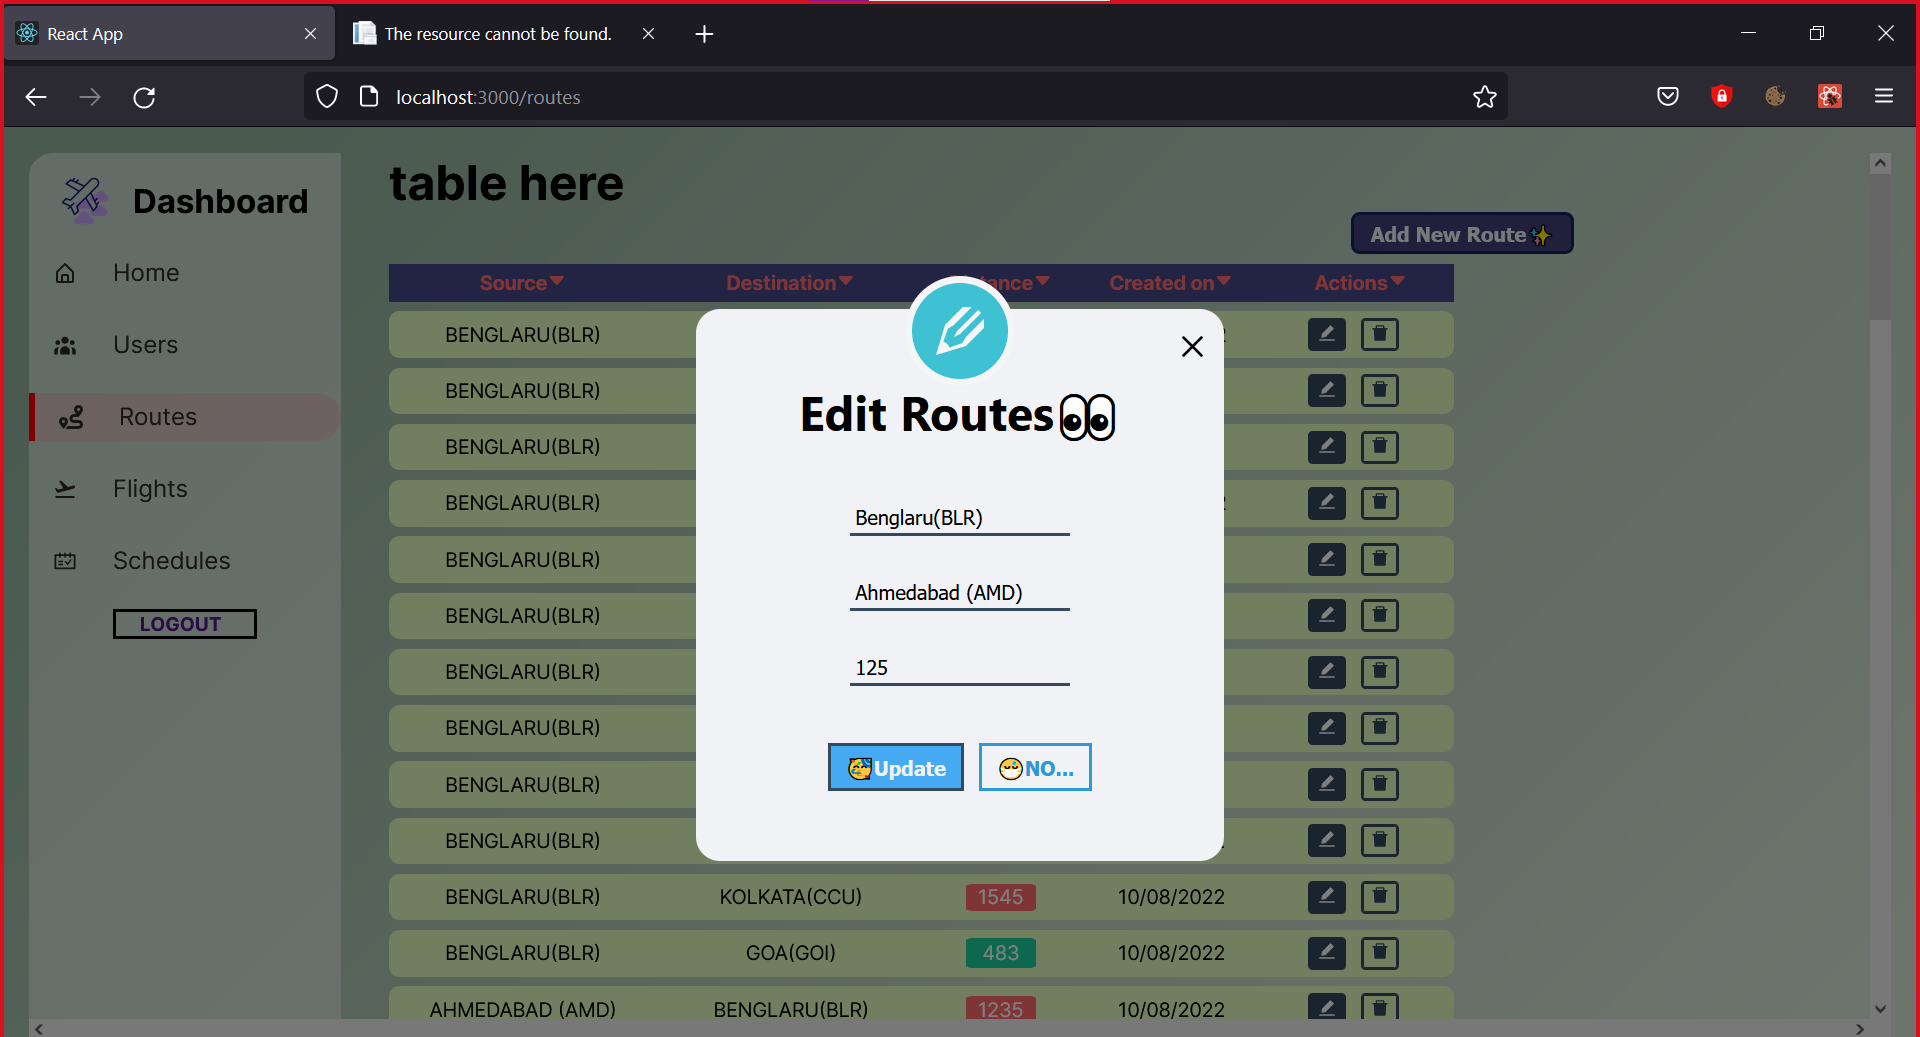 React App
The resource cannot be found.
localhost:3000/routes
Dashboard
Home
Users
Routes
Flights
Schedules
LOGOUT
table here
Add New Route✨
Source Destination ance Created on Actions
BENGLARU(BLR)
BENGLARU(BLR)
BENGLARU(BLR)
BENGLARU(BLR)
BENGLARU(BLR)
BENGLARU(BLR)
BENGLARU(BLR)
BENGLARU(BLR)
BENGLARU(BLR)
BENGLARU(BLR)
BENGLARU(BLR) KOLKATA(CCU) 1545 10/08/2022
BENGLARU(BLR) GOA(GOI) 483 10/08/2022
AHMEDABAD (AMD) BENGLARU(BLR) 1235 10/08/2022
Edit Routes👀
Benglaru(BLR)
Ahmedabad (AMD)
125
🥳Update
😷NO...